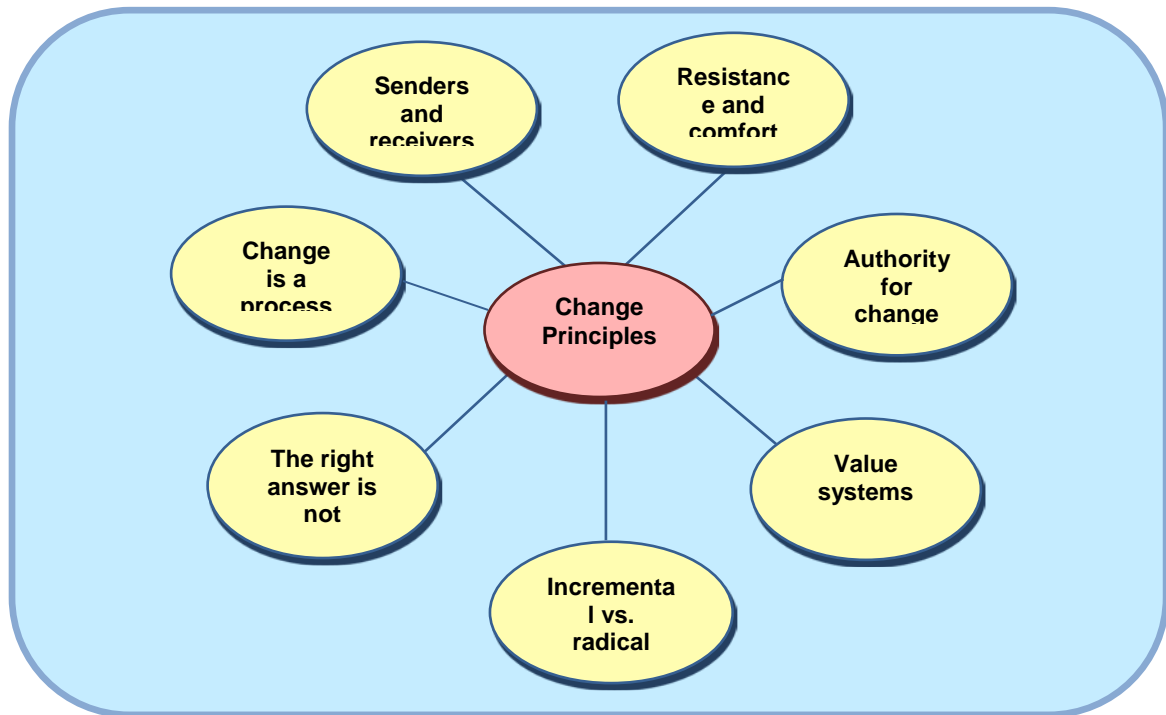 Senders
and
receivers
Resistanc
e and
comfort
Change
is a
process
Change
Principles
Authority
for
change
The right
answer is
not
Value
systems
Incrementa
l vs.
radical